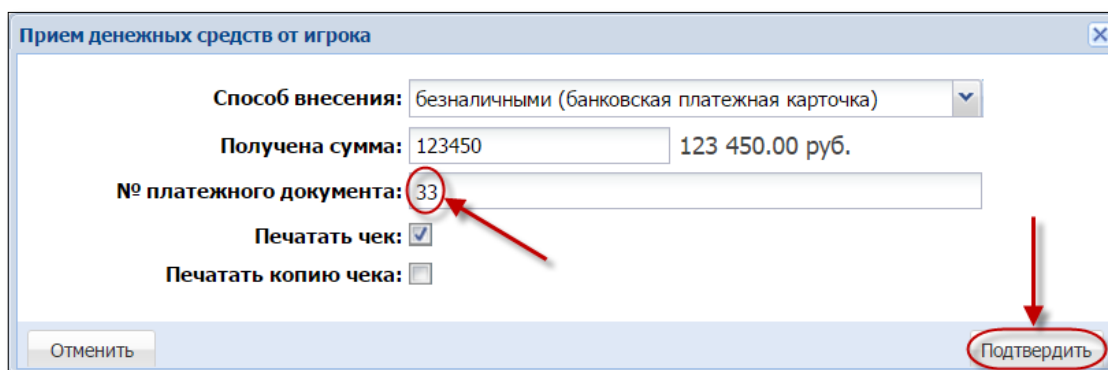 Прием денежных средств от игрока
Способ внесения: безналичными (банковская платежная карточка)
Получена сумма: 123450 123 450.00 руб.
№ платежного документа: 33
Печатать чек:
Печатать копию чека:
Отменить Подтвердить